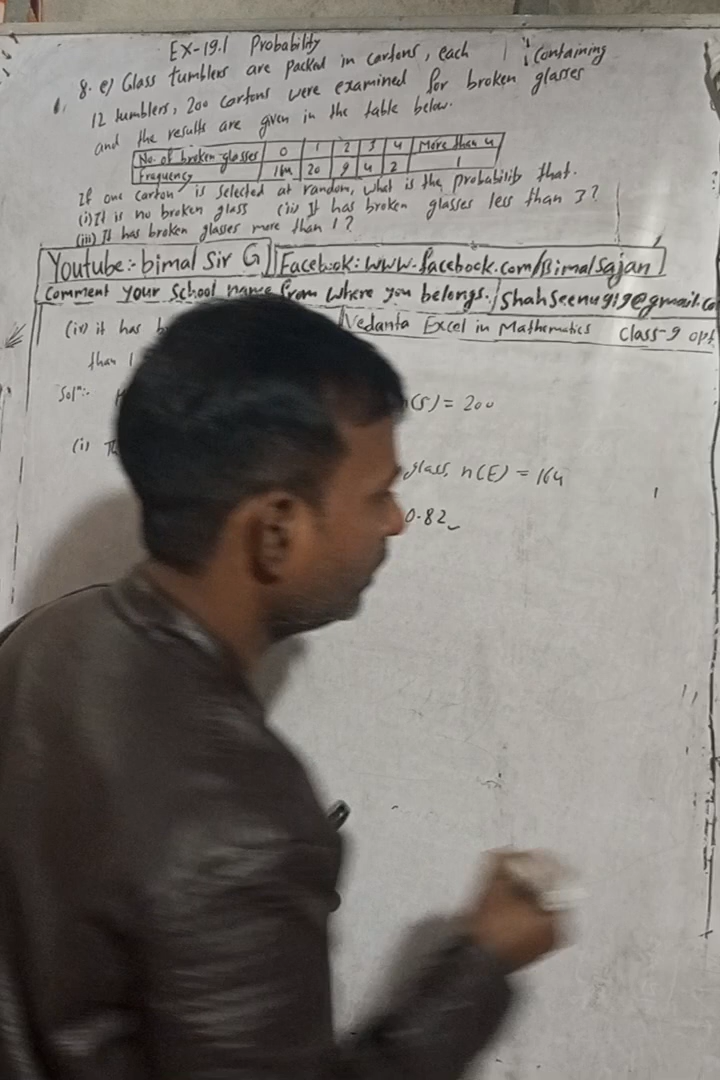 EX-19.1 Probability
8. e) Glass tumblers are packed in cartons, each containing
12 tumblers, 200 cartons were examined for broken glasses
and the results are given in the table below.
No. of broken glasses 0 1 2 3 4 More than 4
Frequency 164 20 9 4 2 1
If one carton is selected at random, what is the probability that.
(i) It is no broken glass (ii) It has broken glasses less than 3?
(iii) It has broken glasses more than 1?
Youtube:- bimal Sir G Facebook: www.facebook.com/BimalSajan
Comment your School name from where you belongs. shahseenu919@gmail.co
(iv) it has Vedanta Excel in Mathematics Class-9 opt
than 1
Solⁿ:- (S) = 200
(i) glass, n(E) = 164
0.82